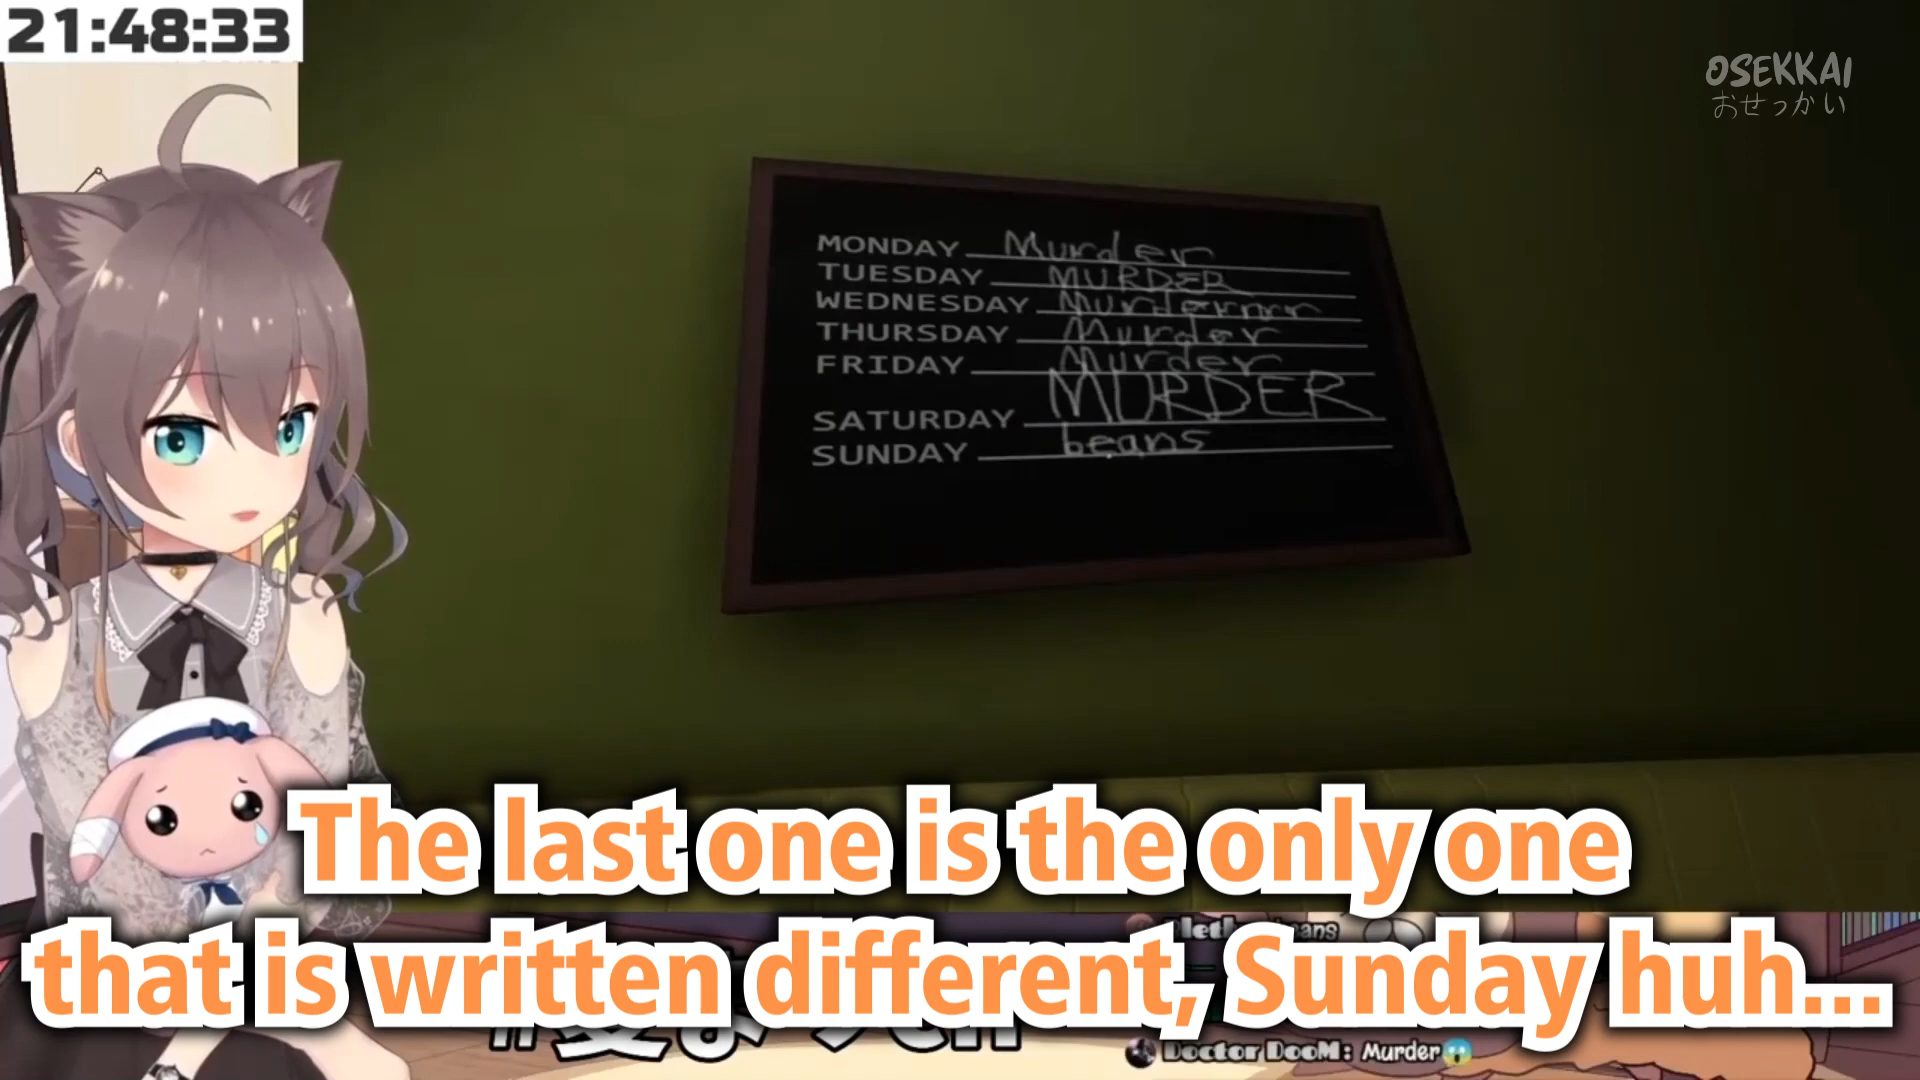 21:48:33
OSEKKAI
おせっかい
MONDAY Murder
TUESDAY MURDER
WEDNESDAY Murderrrr
THURSDAY Murder
FRIDAY Murder
SATURDAY MURDER
SUNDAY beans
The last one is the only one
that is written different, Sunday huh...
Doctor DooM: Murder😱